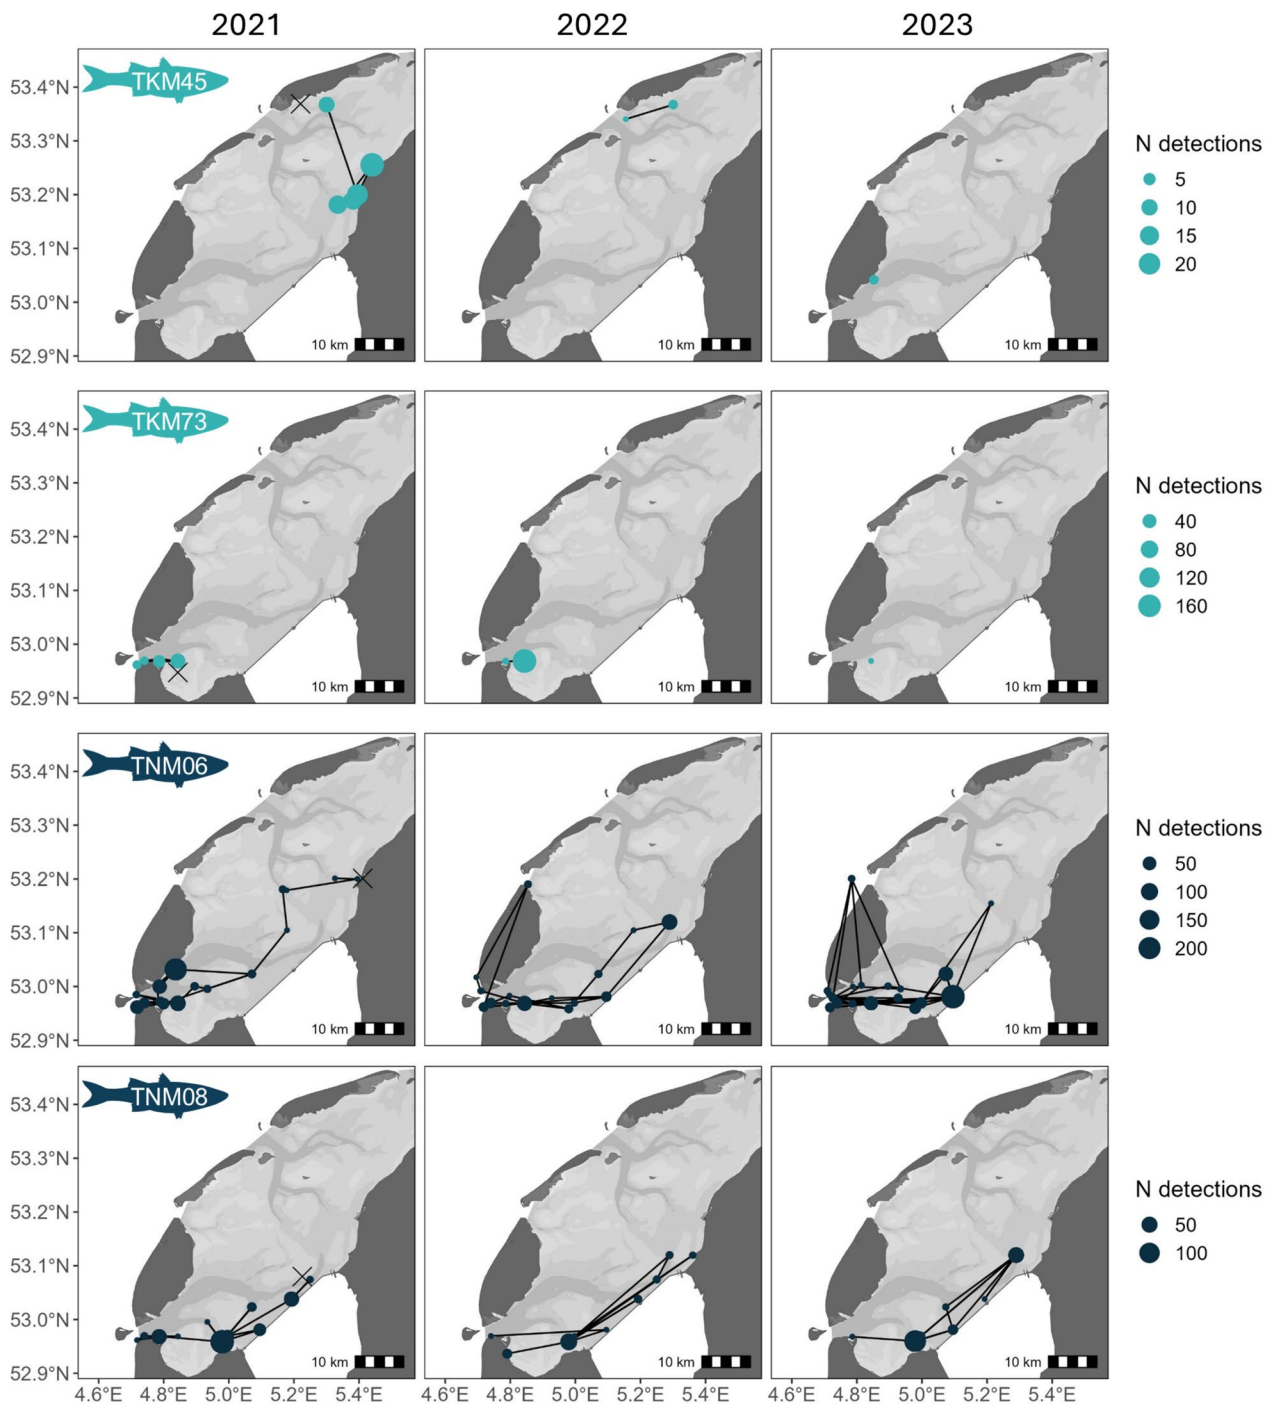 2021 2022 2023
TKM45
53.4°N
53.3°N
53.2°N
53.1°N
53.0°N
52.9°N
10 km 10 km 10 km
N detections
5
10
15
20
TKM73
53.4°N
53.3°N
53.2°N
53.1°N
53.0°N
52.9°N
10 km 10 km 10 km
N detections
40
80
120
160
TNM06
53.4°N
53.3°N
53.2°N
53.1°N
53.0°N
52.9°N
10 km 10 km 10 km
N detections
50
100
150
200
TNM08
53.4°N
53.3°N
53.2°N
53.1°N
53.0°N
52.9°N
10 km 10 km 10 km
N detections
50
100
4.6°E 4.8°E 5.0°E 5.2°E 5.4°E 4.6°E 4.8°E 5.0°E 5.2°E 5.4°E 4.6°E 4.8°E 5.0°E 5.2°E 5.4°E